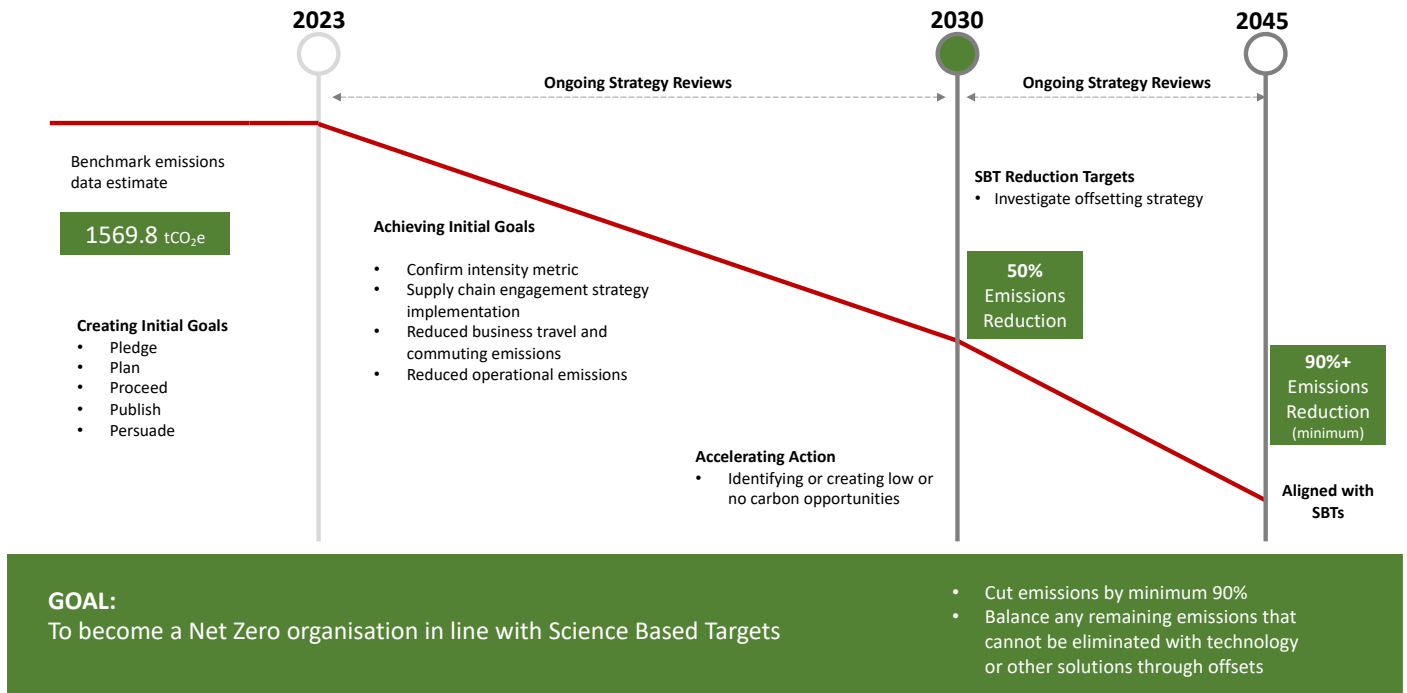 2023
2030
2045
Ongoing Strategy Reviews
Ongoing Strategy Reviews
Benchmark emissions
data estimate
1569.8 tCO₂e
Creating Initial Goals
• Pledge
• Plan
• Proceed
• Publish
• Persuade
Achieving Initial Goals
• Confirm intensity metric
• Supply chain engagement strategy
implementation
• Reduced business travel and
commuting emissions
• Reduced operational emissions
Accelerating Action
• Identifying or creating low or
no carbon opportunities
SBT Reduction Targets
• Investigate offsetting strategy
50%
Emissions
Reduction
90%+
Emissions
Reduction
(minimum)
Aligned with
SBTs
GOAL:
To become a Net Zero organisation in line with Science Based Targets
• Cut emissions by minimum 90%
• Balance any remaining emissions that
cannot be eliminated with technology
or other solutions through offsets